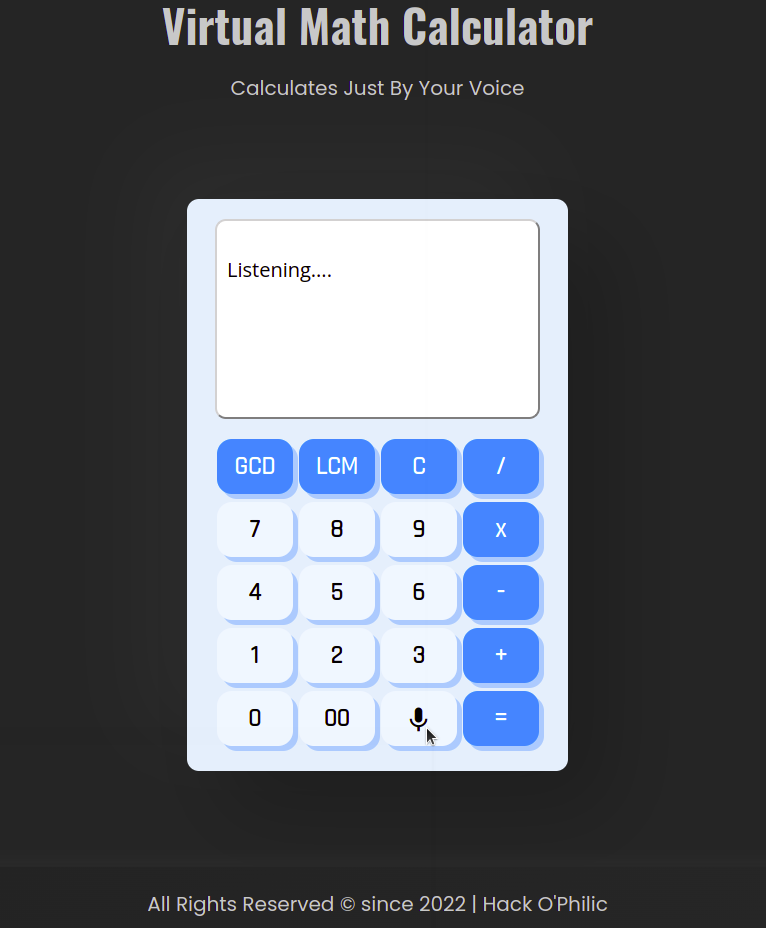 Virtual Math Calculator
Calculates Just By Your Voice
Listening....
GCD LCM C /
7 8 9 x
4 5 6 -
1 2 3 +
0 00 =
All Rights Reserved © since 2022 | Hack O'Philic